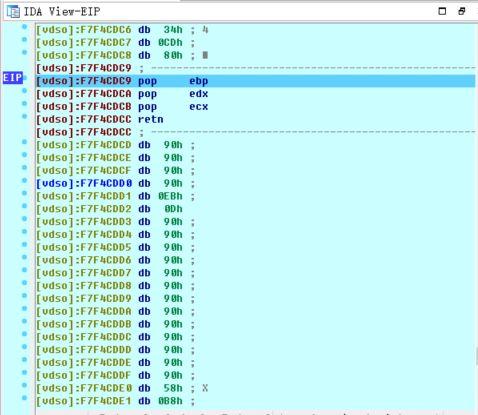 IDA View-EIP
[vdso]:F7F4CDC6 db 34h ; 4
[vdso]:F7F4CDC7 db 0CDh ;
[vdso]:F7F4CDC8 db 80h ;
[vdso]:F7F4CDC9 ; ---------------------------------------------
EIP [vdso]:F7F4CDC9 pop ebp
[vdso]:F7F4CDCA pop edx
[vdso]:F7F4CDCB pop ecx
[vdso]:F7F4CDCC retn
[vdso]:F7F4CDCC ; ---------------------------------------------
[vdso]:F7F4CDCD db 90h ;
[vdso]:F7F4CDCE db 90h ;
[vdso]:F7F4CDCF db 90h ;
[vdso]:F7F4CDD0 db 90h ;
[vdso]:F7F4CDD1 db 0EBh ;
[vdso]:F7F4CDD2 db 0Dh
[vdso]:F7F4CDD3 db 90h ;
[vdso]:F7F4CDD4 db 90h ;
[vdso]:F7F4CDD5 db 90h ;
[vdso]:F7F4CDD6 db 90h ;
[vdso]:F7F4CDD7 db 90h ;
[vdso]:F7F4CDD8 db 90h ;
[vdso]:F7F4CDD9 db 90h ;
[vdso]:F7F4CDDA db 90h ;
[vdso]:F7F4CDDB db 90h ;
[vdso]:F7F4CDDC db 90h ;
[vdso]:F7F4CDDD db 90h ;
[vdso]:F7F4CDDE db 90h ;
[vdso]:F7F4CDDF db 90h ;
[vdso]:F7F4CDE0 db 58h ; X
[vdso]:F7F4CDE1 db 0B8h ;